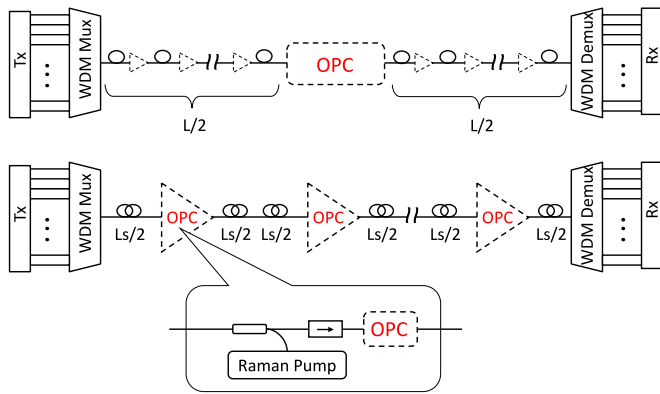 Tx
WDM Mux
OPC
WDM Demux
Rx
L/2
L/2
Tx
WDM Mux
OPC
OPC
OPC
WDM Demux
Rx
Ls/2
Ls/2
Ls/2
Ls/2
Ls/2
Ls/2
OPC
Raman Pump